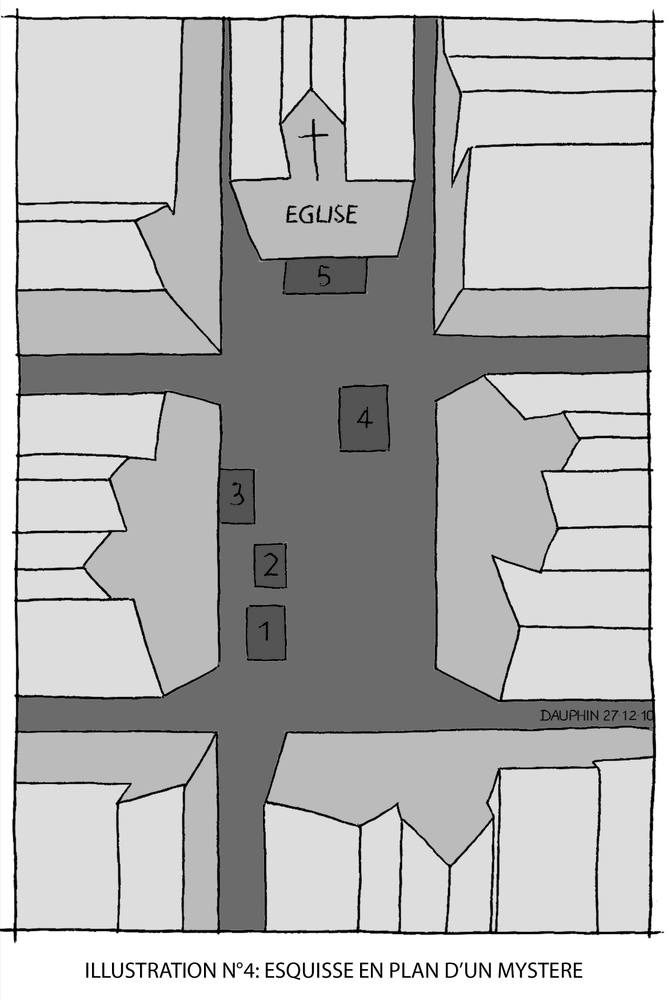 EGLISE
5
4
3
2
1
DAUPHIN 27·12·10
ILLUSTRATION N°4: ESQUISSE EN PLAN D’UN MYSTERE